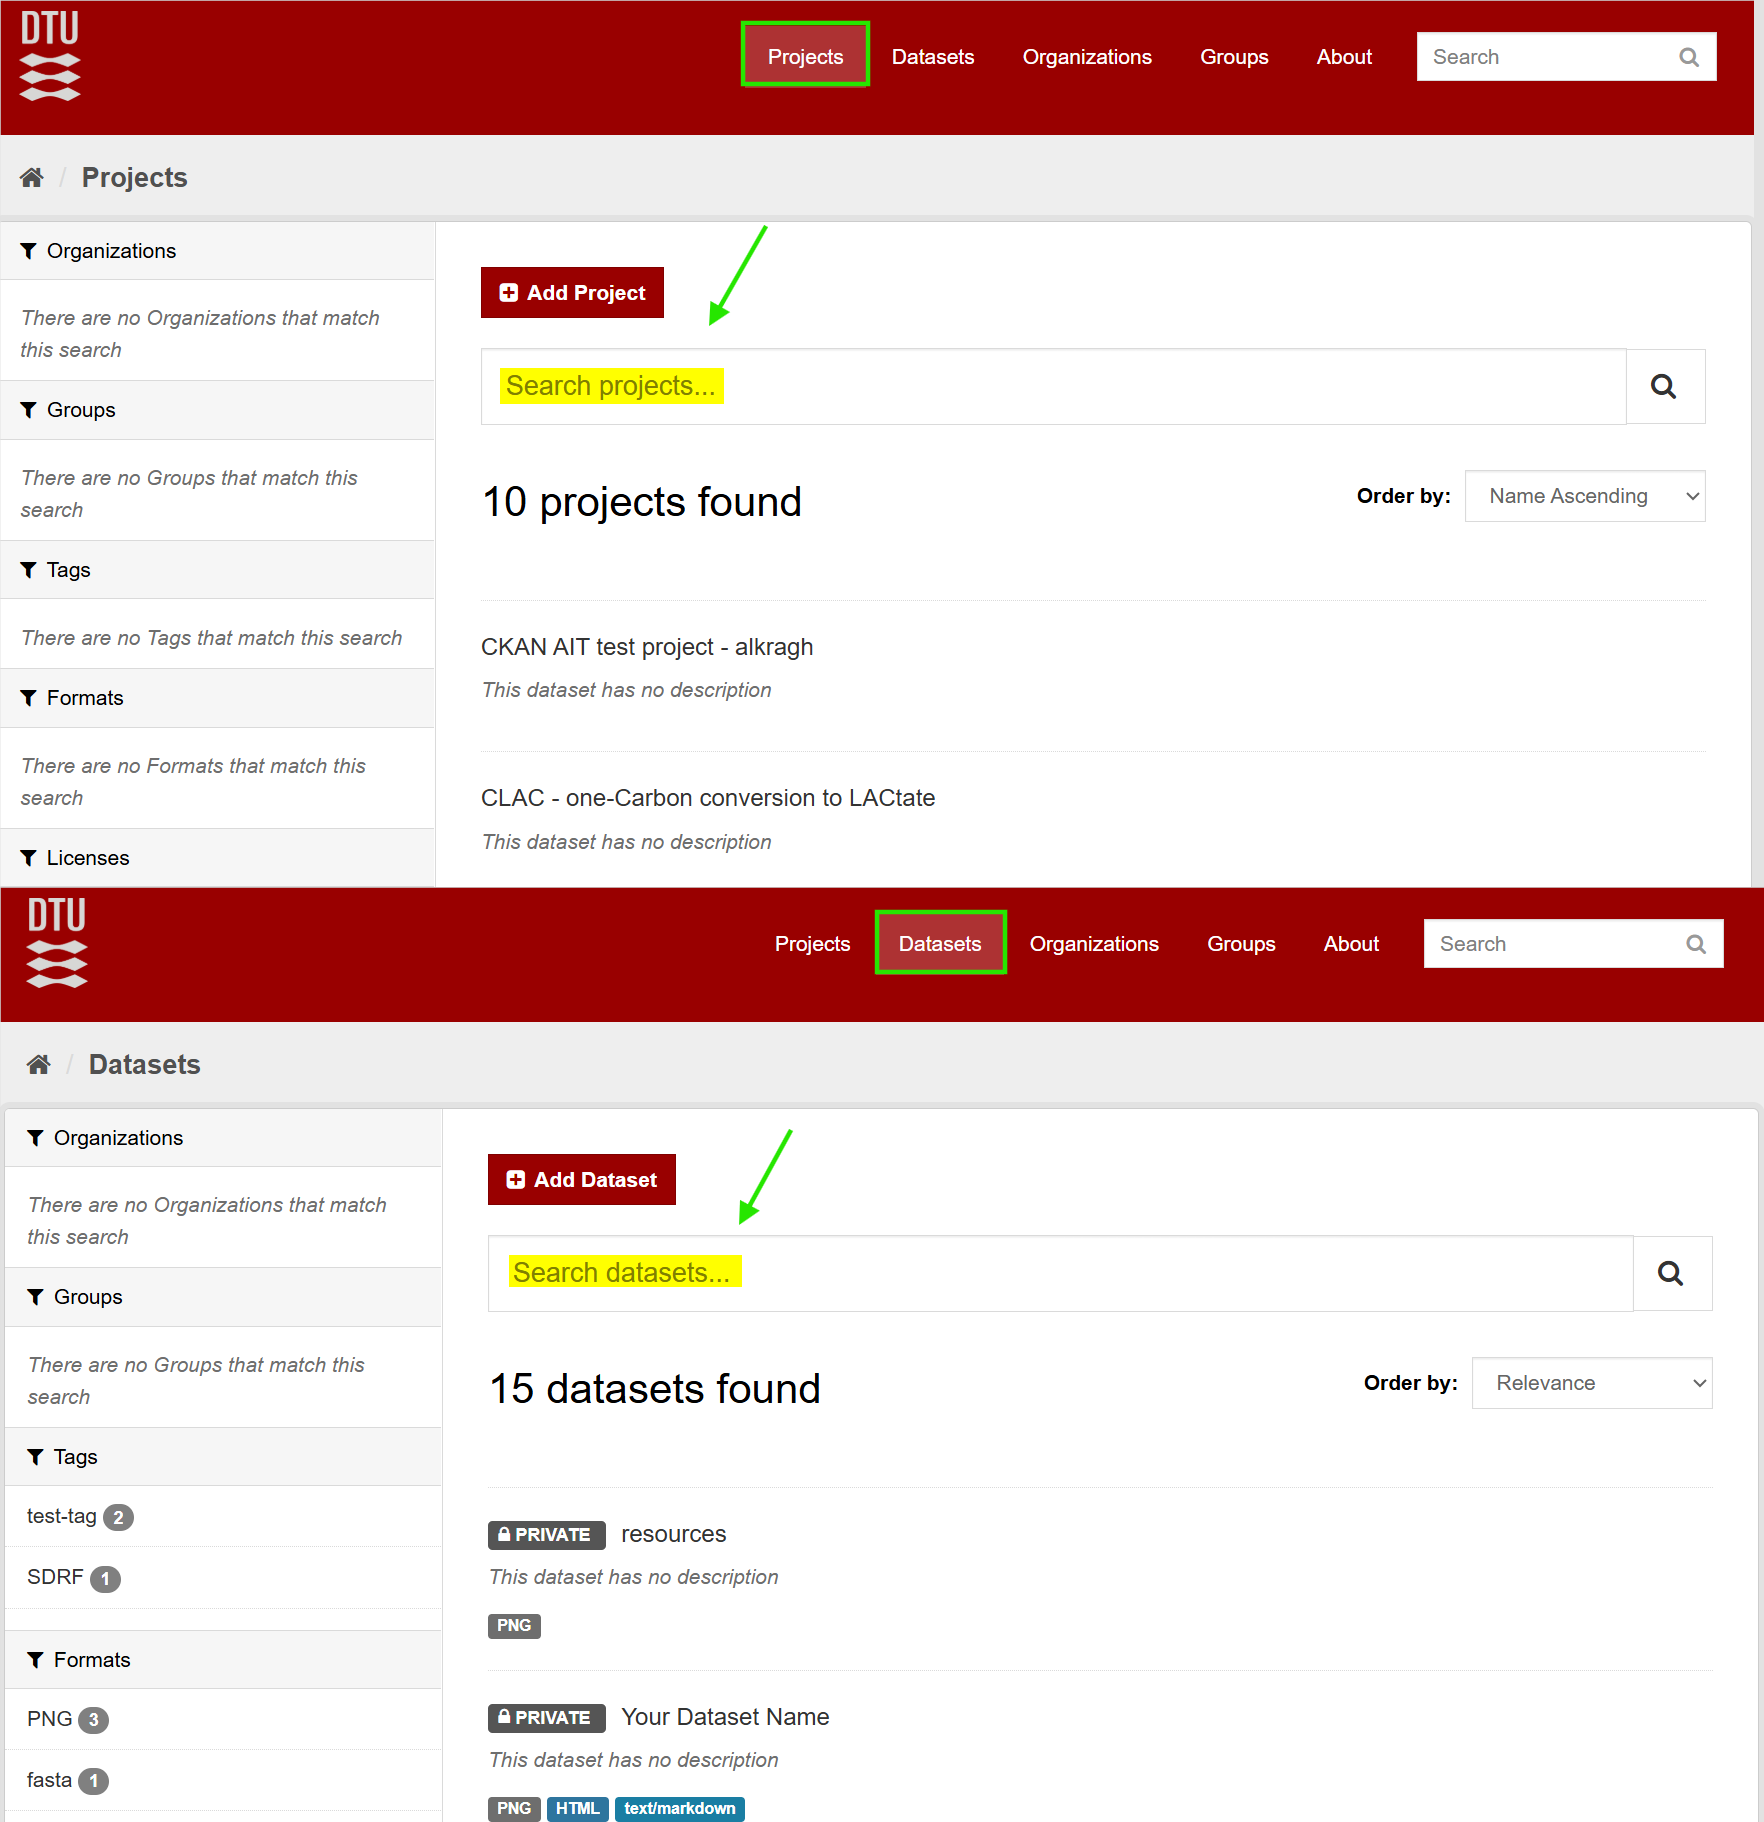 DTU
Projects Datasets Organizations Groups About Search
/ Projects
Organizations
There are no Organizations that match
this search
Groups
There are no Groups that match this
search
Tags
There are no Tags that match this search
Formats
There are no Formats that match this
search
Licenses
Add Project
Search projects...
10 projects found
Order by: Name Ascending
CKAN AIT test project - alkragh
This dataset has no description
CLAC - one-Carbon conversion to LACtate
This dataset has no description
DTU
Projects Datasets Organizations Groups About Search
/ Datasets
Organizations
There are no Organizations that match
this search
Groups
There are no Groups that match this
search
Tags
test-tag 2
SDRF 1
Formats
PNG 3
fasta 1
Add Dataset
Search datasets...
15 datasets found
Order by: Relevance
PRIVATE resources
This dataset has no description
PNG
PRIVATE Your Dataset Name
This dataset has no description
PNG HTML text/markdown